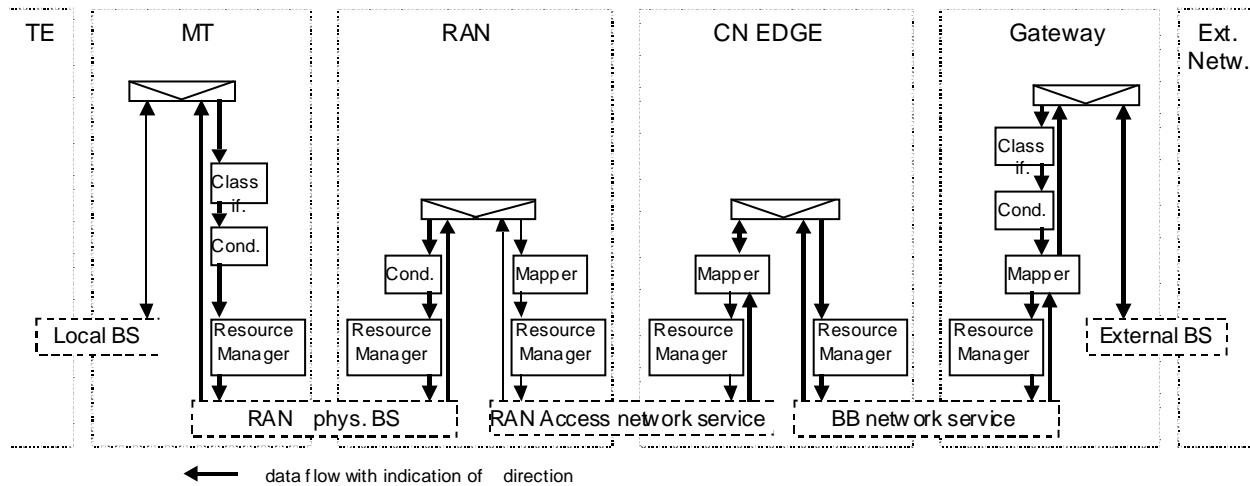 TE
MT
RAN
CN EDGE
Gateway
Ext.
Netw.
Class
if.
Cond.
Resource
Manager
Local BS
Cond.
Mapper
Resource
Manager
Resource
Manager
Mapper
Resource
Manager
Resource
Manager
Class
if.
Cond.
Mapper
Resource
Manager
External BS
RAN phys. BS
RAN Access network service
BB network service
data flow with indication of direction